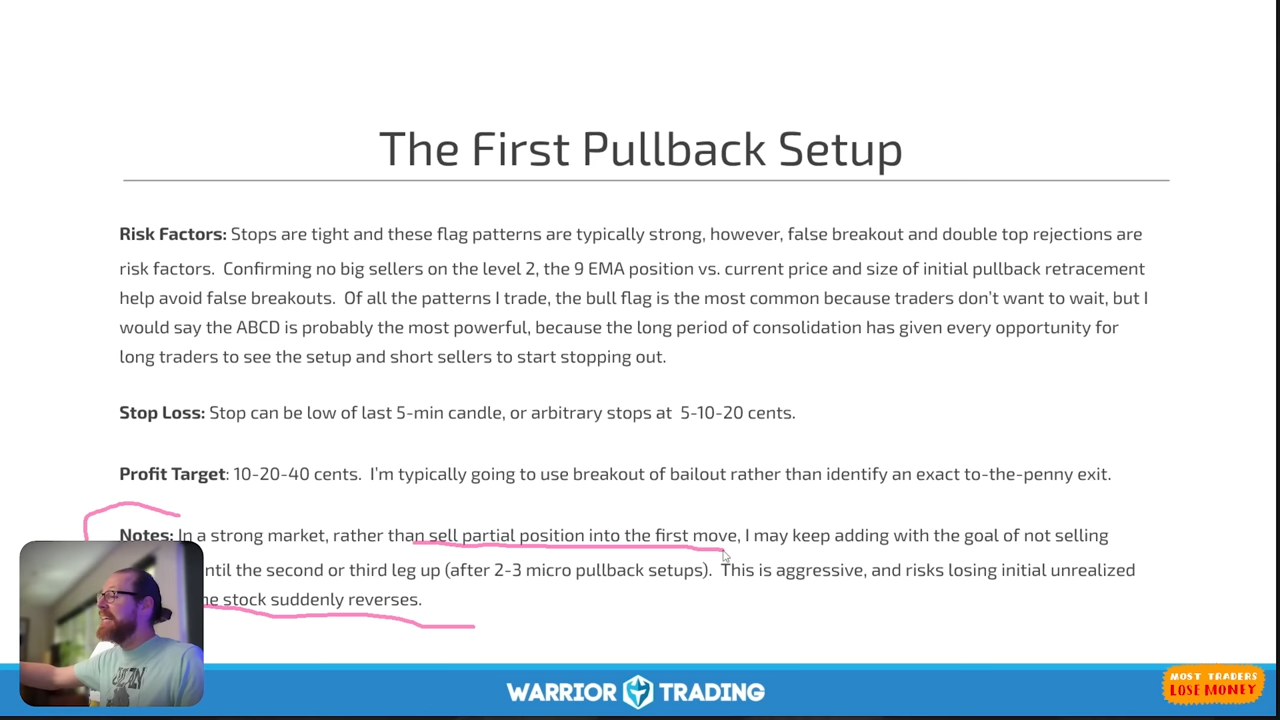 The First Pullback Setup
Risk Factors: Stops are tight and these flag patterns are typically strong, however, false breakout and double top rejections are
risk factors.  Confirming no big sellers on the level 2, the 9 EMA position vs. current price and size of initial pullback retracement
help avoid false breakouts.  Of all the patterns I trade, the bull flag is the most common because traders don't want to wait, but I
would say the ABCD is probably the most powerful, because the long period of consolidation has given every opportunity for
long traders to see the setup and short sellers to start stopping out.
Stop Loss: Stop can be low of last 5-min candle, or arbitrary stops at  5-10-20 cents.
Profit Target: 10-20-40 cents.  I'm typically going to use breakout of bailout rather than identify an exact to-the-penny exit.
Notes: In a strong market, rather than sell partial position into the first move, I may keep adding with the goal of not selling
the second or third leg up (after 2-3 micro pullback setups).  This is aggressive, and risks losing initial unrealized
stock suddenly reverses.
WARRIOR TRADING
MOST TRADERS
LOSE MONEY